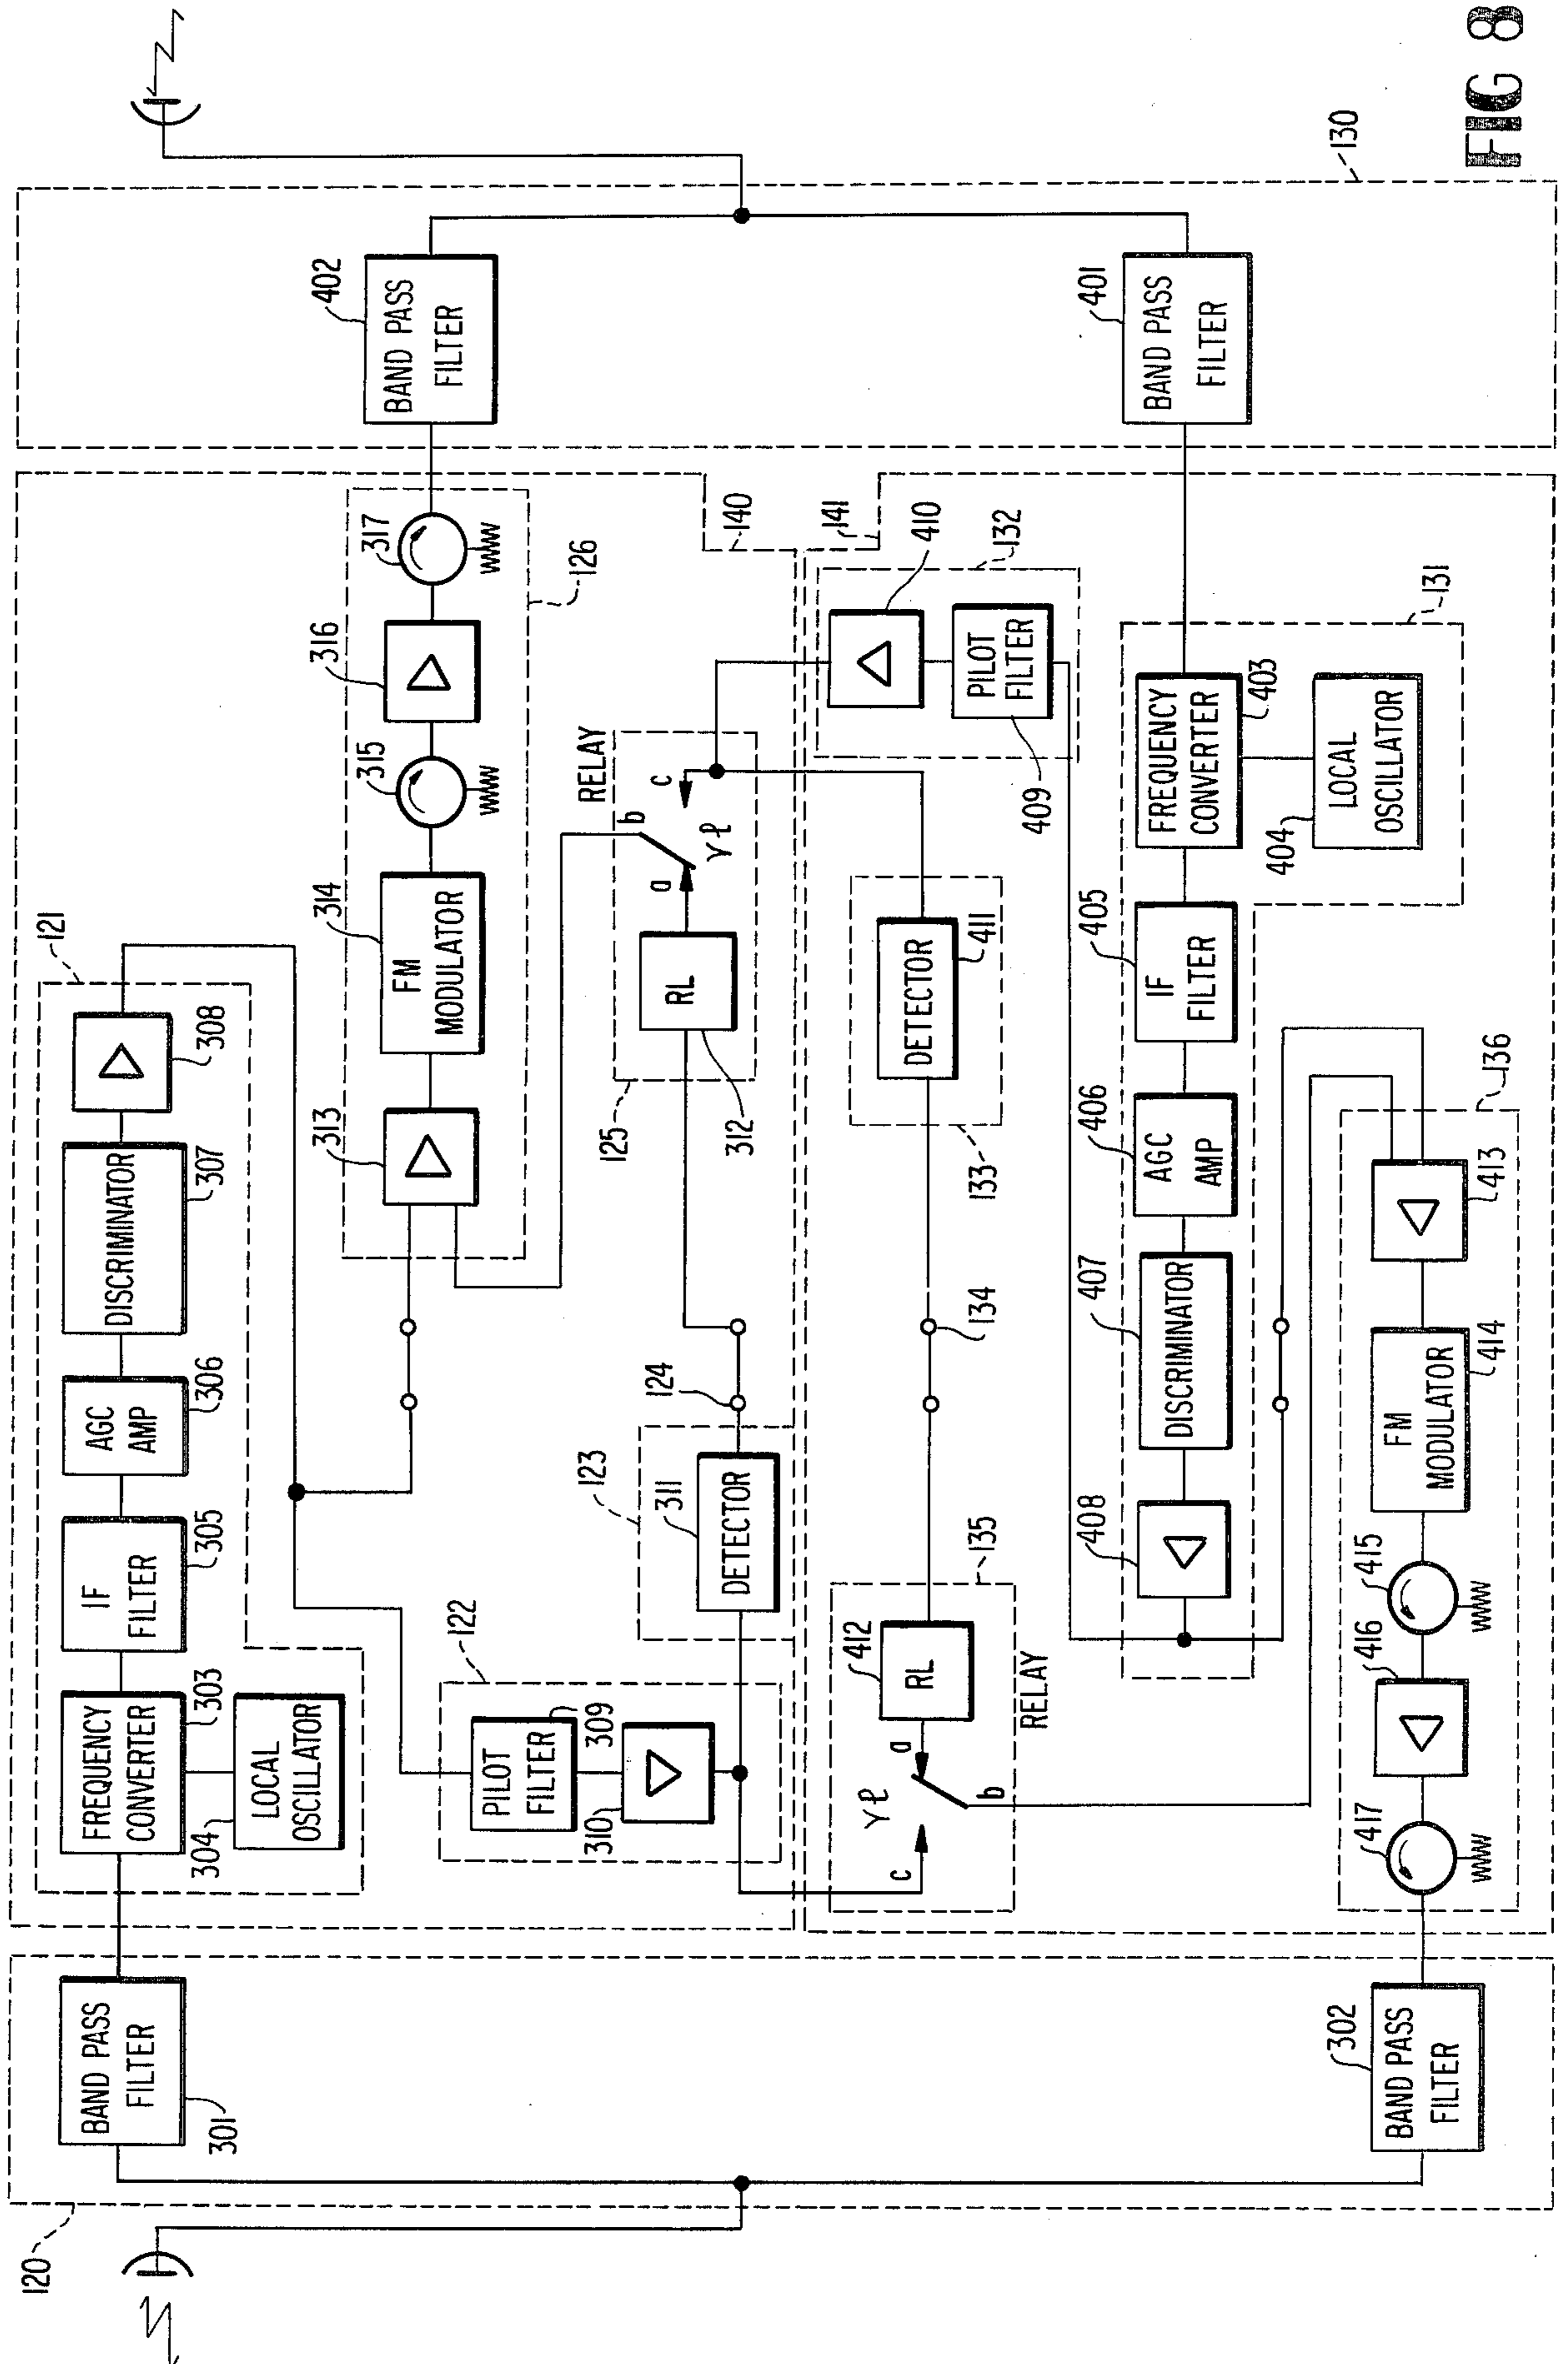 FIG 8
120
BAND PASS
FILTER
301
BAND PASS
FILTER
302
121
FREQUENCY
CONVERTER
303
LOCAL
OSCILLATOR
304
IF
FILTER
305
AGC
AMP
306
DISCRIMINATOR
307
308
122
PILOT
FILTER
309
310
123
DETECTOR
311
124
125
RELAY
RL
312
a
b
c
γℓ
126
313
FM
MODULATOR
314
315
316
317
140
130
BAND PASS
FILTER
402
BAND PASS
FILTER
401
141
132
410
PILOT
FILTER
409
131
FREQUENCY
CONVERTER
403
LOCAL
OSCILLATOR
404
IF
FILTER
405
AGC
AMP
406
DISCRIMINATOR
407
408
133
DETECTOR
411
134
135
RELAY
RL
412
a
b
c
γℓ
136
413
FM
MODULATOR
414
415
416
417